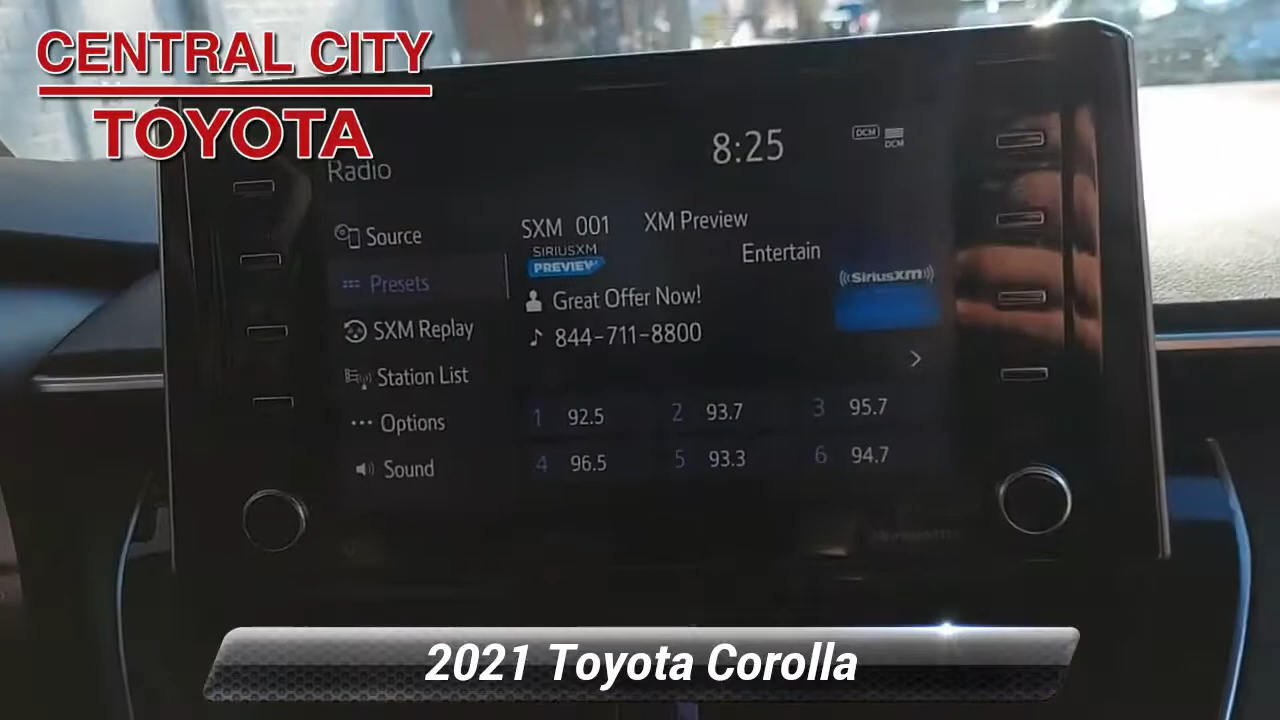 CENTRAL CITY
TOYOTA
8:25
DCM
DCM
Radio
Source
Presets
SXM Replay
Station List
Options
Sound
SXM 001 XM Preview
SIRIUSXM
PREVIEW
Entertain
((SiriusXM))
Great Offer Now!
844-711-8800
1 92.5 2 93.7 3 95.7
4 96.5 5 93.3 6 94.7
2021 Toyota Corolla